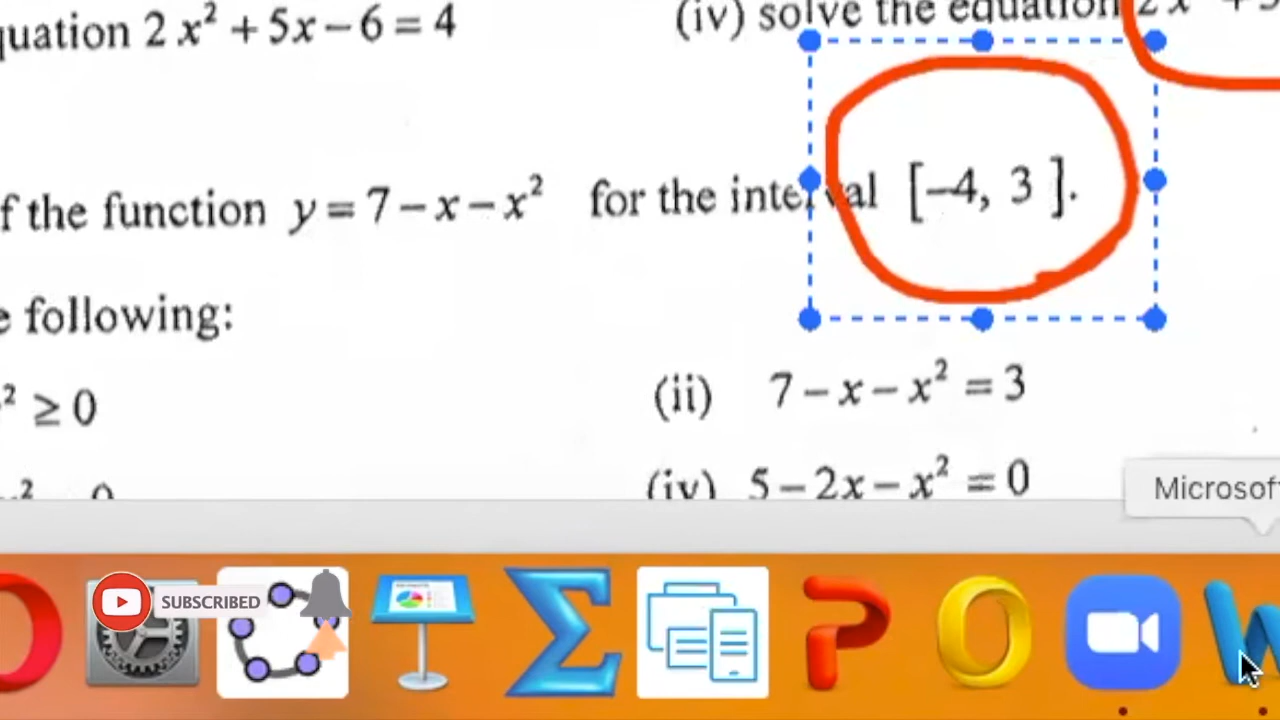 quation 2x² + 5x − 6 = 4
(iv) solve the equation 2x
f the function y = 7 − x − x² for the interval [−4, 3 ].
e following:
² ≥ 0
(ii) 7 − x − x² = 3
(iv) 5 − 2x − x² = 0
Microsof
SUBSCRIBED